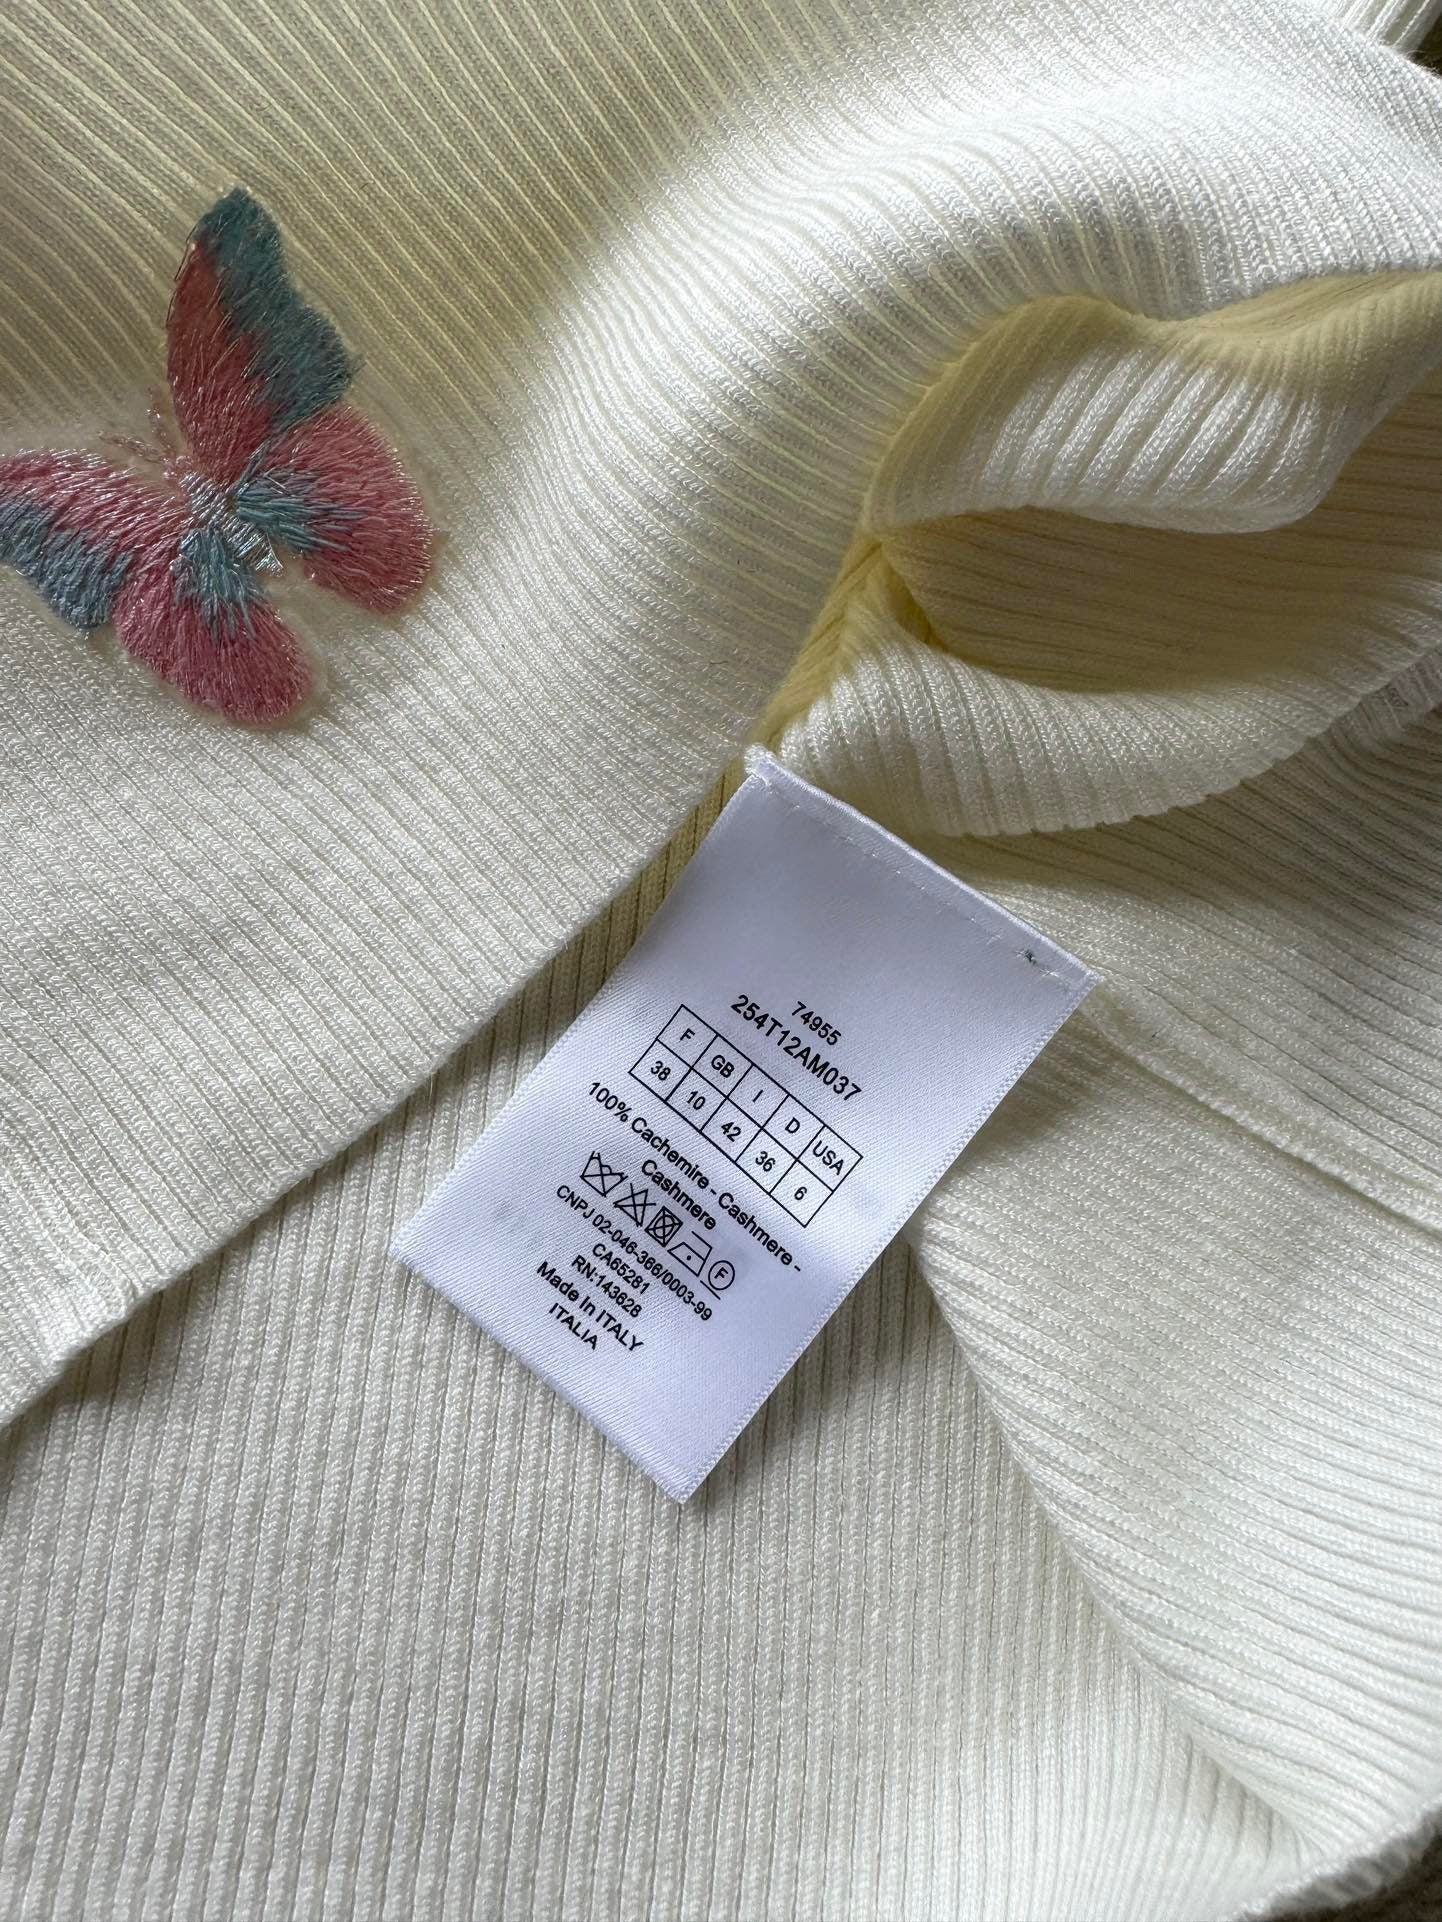 74955
254T12AM037
F GB I D USA
38 10 42 36 6
100% Cachemire - Cashmere -
Cashmere
F
CNPJ 02-046-366/0003-99
CA65281
RN:143628
Made In ITALY
ITALIA